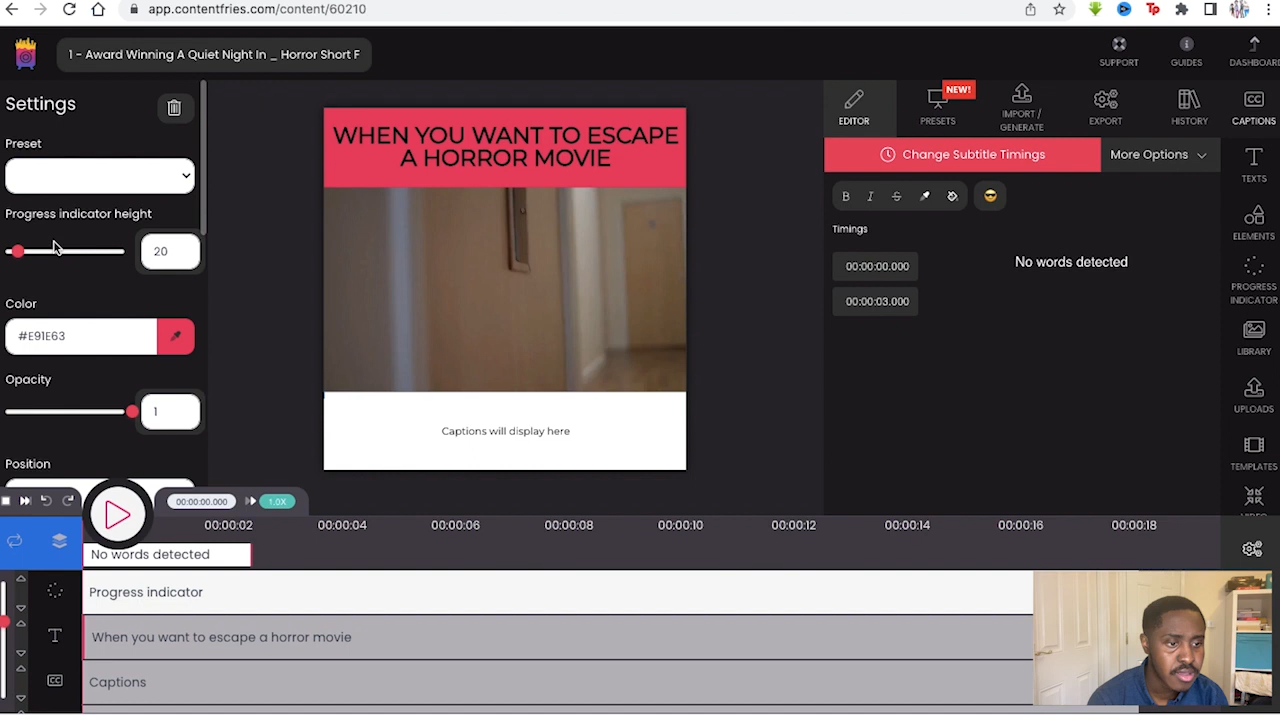 app.contentfries.com/content/60210
1 - Award Winning A Quiet Night In _ Horror Short F
SUPPORT
GUIDES
DASHBOAR
Settings
Preset
Progress indicator height
20
Color
#E91E63
Opacity
1
Position
WHEN YOU WANT TO ESCAPE
A HORROR MOVIE
Captions will display here
EDITOR
NEW!
PRESETS
IMPORT /
GENERATE
EXPORT
HISTORY
CAPTIONS
Change Subtitle Timings
More Options
B I S
Timings
00:00:00.000
00:00:03.000
No words detected
TEXTS
ELEMENTS
PROGRESS
INDICATOR
LIBRARY
UPLOADS
TEMPLATES
00:00:00.000
1.0X
00:00:02 00:00:04 00:00:06 00:00:08 00:00:10 00:00:12 00:00:14 00:00:16 00:00:18
No words detected
Progress indicator
T When you want to escape a horror movie
CC Captions